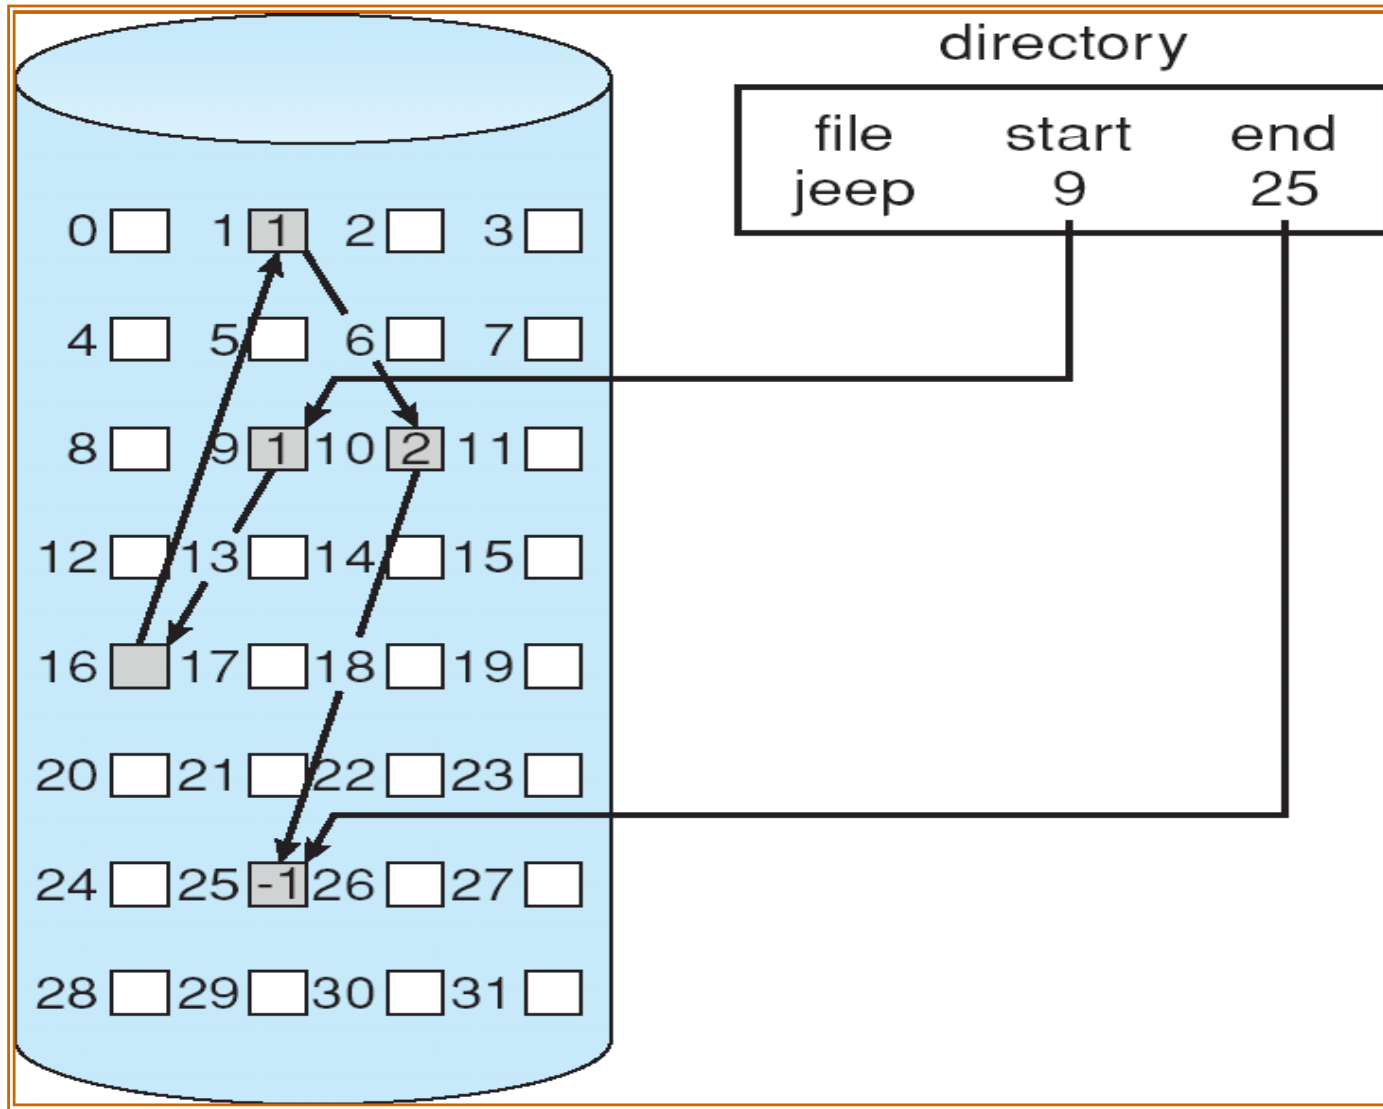 directory
file start end
jeep 9 25
0 1 1 2 3
4 5 6 7
8 9 1 10 2 11
12 13 14 15
16 17 18 19
20 21 22 23
24 25 -1 26 27
28 29 30 31